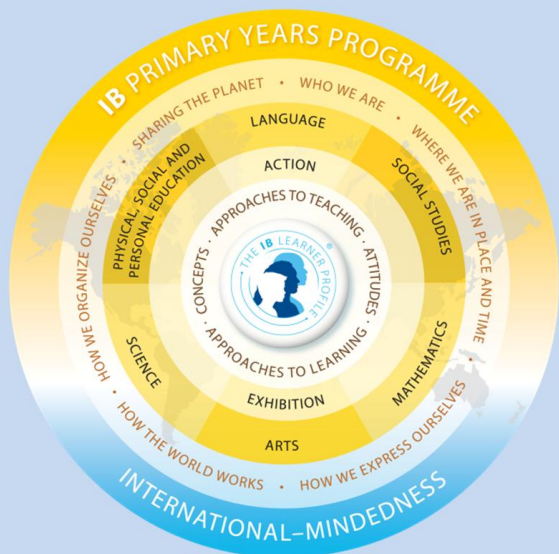 IB PRIMARY YEARS PROGRAMME
SHARING THE PLANET • WHO WE ARE • WHERE WE ARE IN PLACE AND TIME • HOW WE EXPRESS OURSELVES • HOW THE WORLD WORKS • HOW WE ORGANIZE OURSELVES •
LANGUAGE
SOCIAL STUDIES
MATHEMATICS
ARTS
SCIENCE
PHYSICAL, SOCIAL AND
PERSONAL EDUCATION
ACTION
EXHIBITION
APPROACHES TO TEACHING · ATTITUDES · APPROACHES TO LEARNING · CONCEPTS ·
• THE IB LEARNER PROFILE •
®
INTERNATIONAL–MINDEDNESS